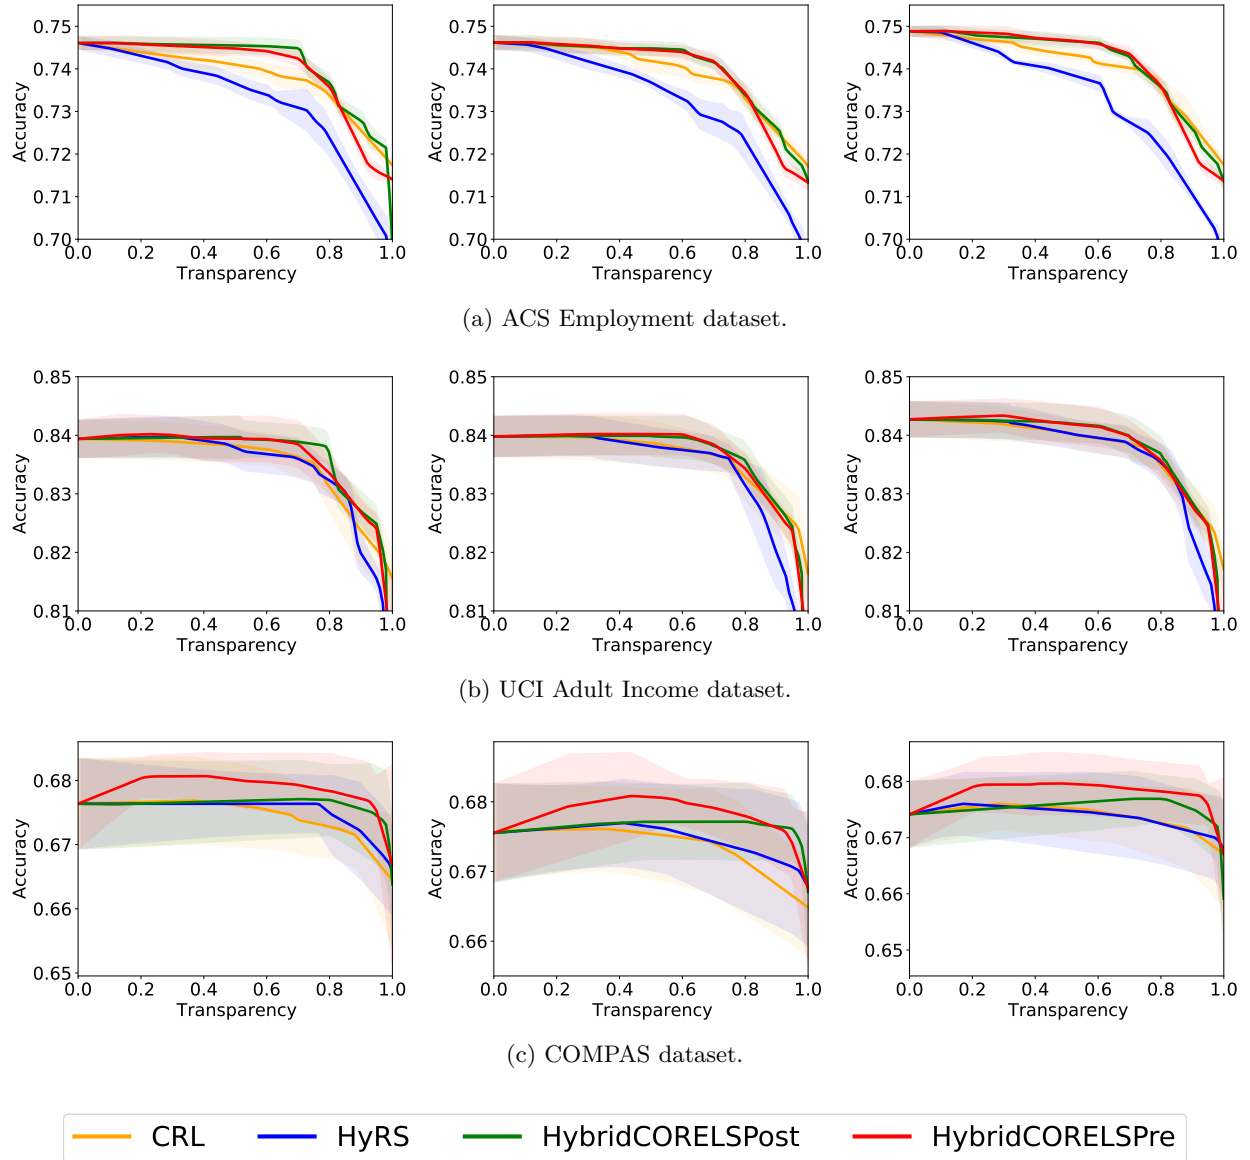 0.75
0.74
0.73
0.72
0.71
0.70
Accuracy
0.0 0.2 0.4 0.6 0.8 1.0
Transparency
0.75
0.74
0.73
0.72
0.71
0.70
Accuracy
0.0 0.2 0.4 0.6 0.8 1.0
Transparency
0.75
0.74
0.73
0.72
0.71
0.70
Accuracy
0.0 0.2 0.4 0.6 0.8 1.0
Transparency
(a) ACS Employment dataset.
0.85
0.84
0.83
0.82
0.81
Accuracy
0.0 0.2 0.4 0.6 0.8 1.0
Transparency
0.85
0.84
0.83
0.82
0.81
Accuracy
0.0 0.2 0.4 0.6 0.8 1.0
Transparency
0.85
0.84
0.83
0.82
0.81
Accuracy
0.0 0.2 0.4 0.6 0.8 1.0
Transparency
(b) UCI Adult Income dataset.
0.68
0.67
0.66
0.65
Accuracy
0.0 0.2 0.4 0.6 0.8 1.0
Transparency
0.68
0.67
0.66
Accuracy
0.0 0.2 0.4 0.6 0.8 1.0
Transparency
0.68
0.67
0.66
0.65
Accuracy
0.0 0.2 0.4 0.6 0.8 1.0
Transparency
(c) COMPAS dataset.
CRL HyRS HybridCORELSPost HybridCORELSPre